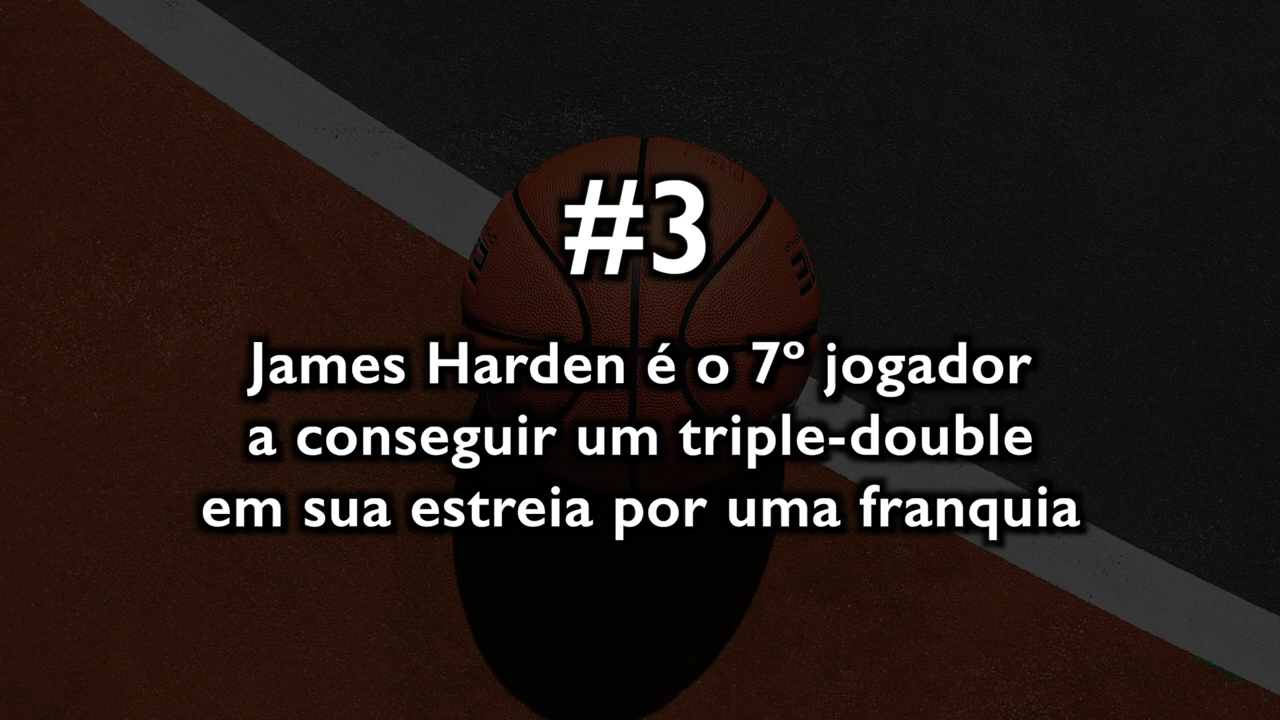 #3
James Harden é o 7º jogador
a conseguir um triple-double
em sua estreia por uma franquia